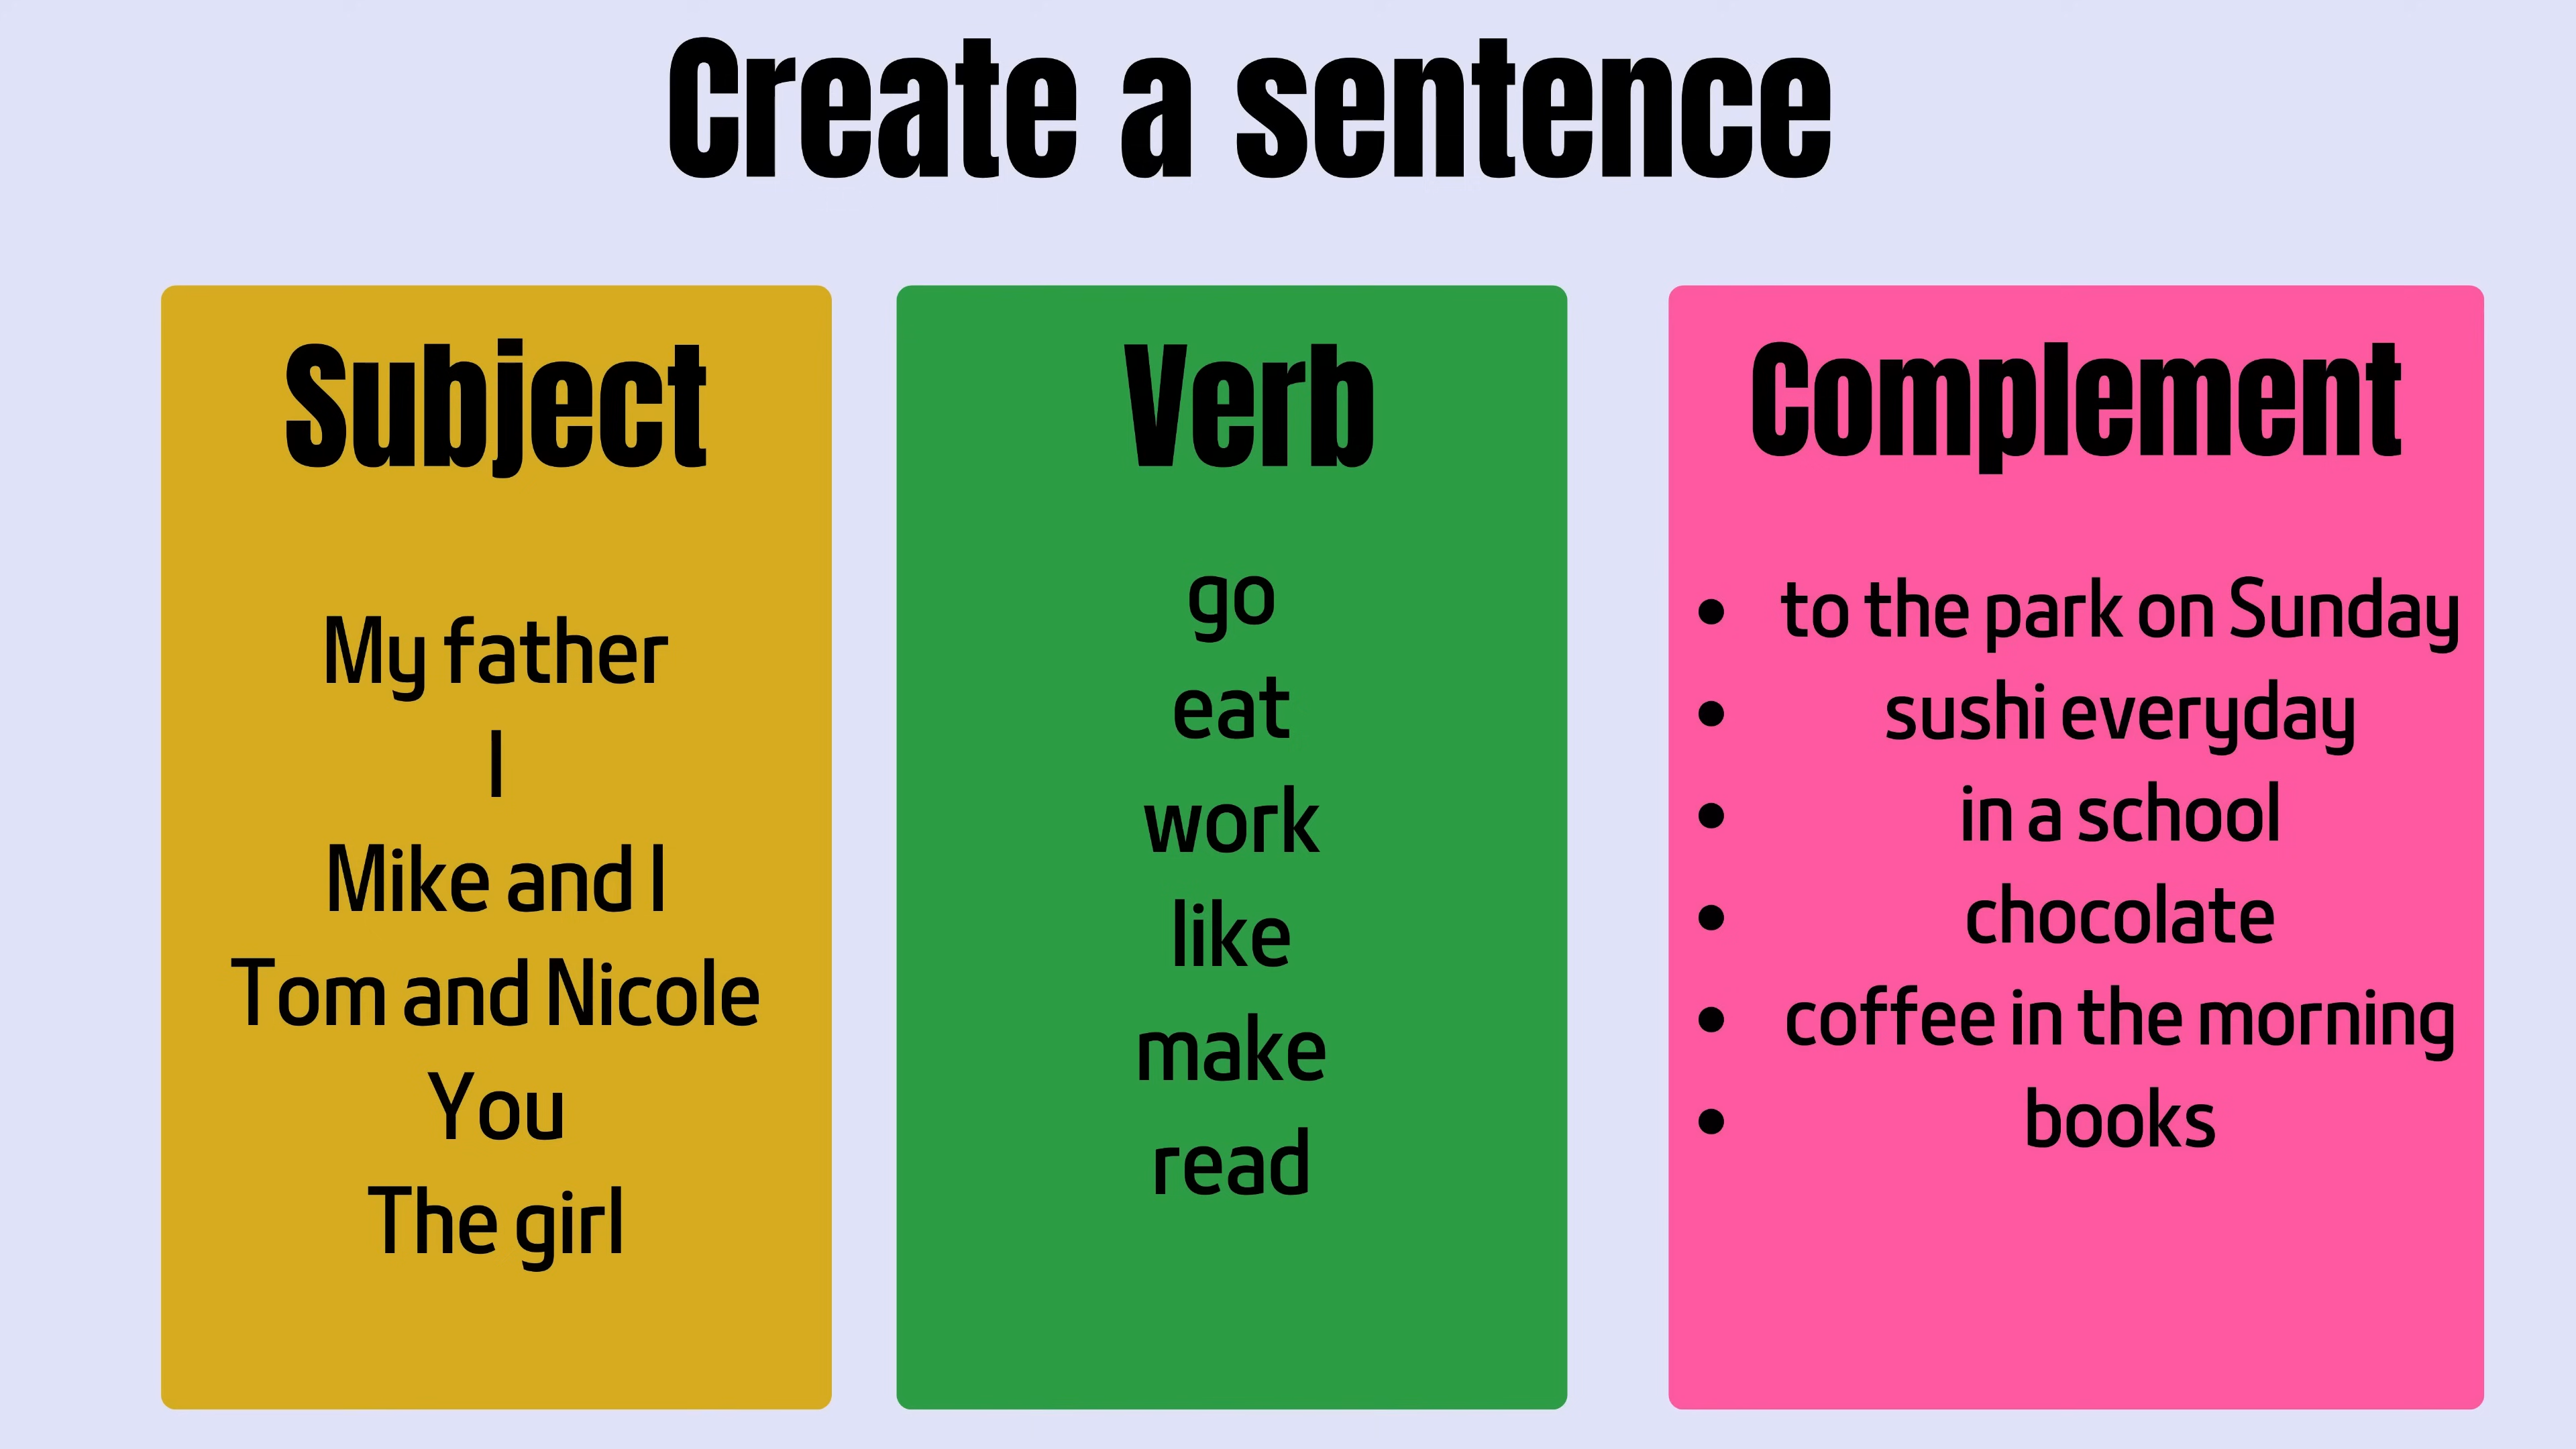 Create a sentence
Subject
My father
I
Mike and I
Tom and Nicole
You
The girl
Verb
go
eat
work
like
make
read
Complement
• to the park on Sunday
• sushi everyday
• in a school
• chocolate
• coffee in the morning
• books